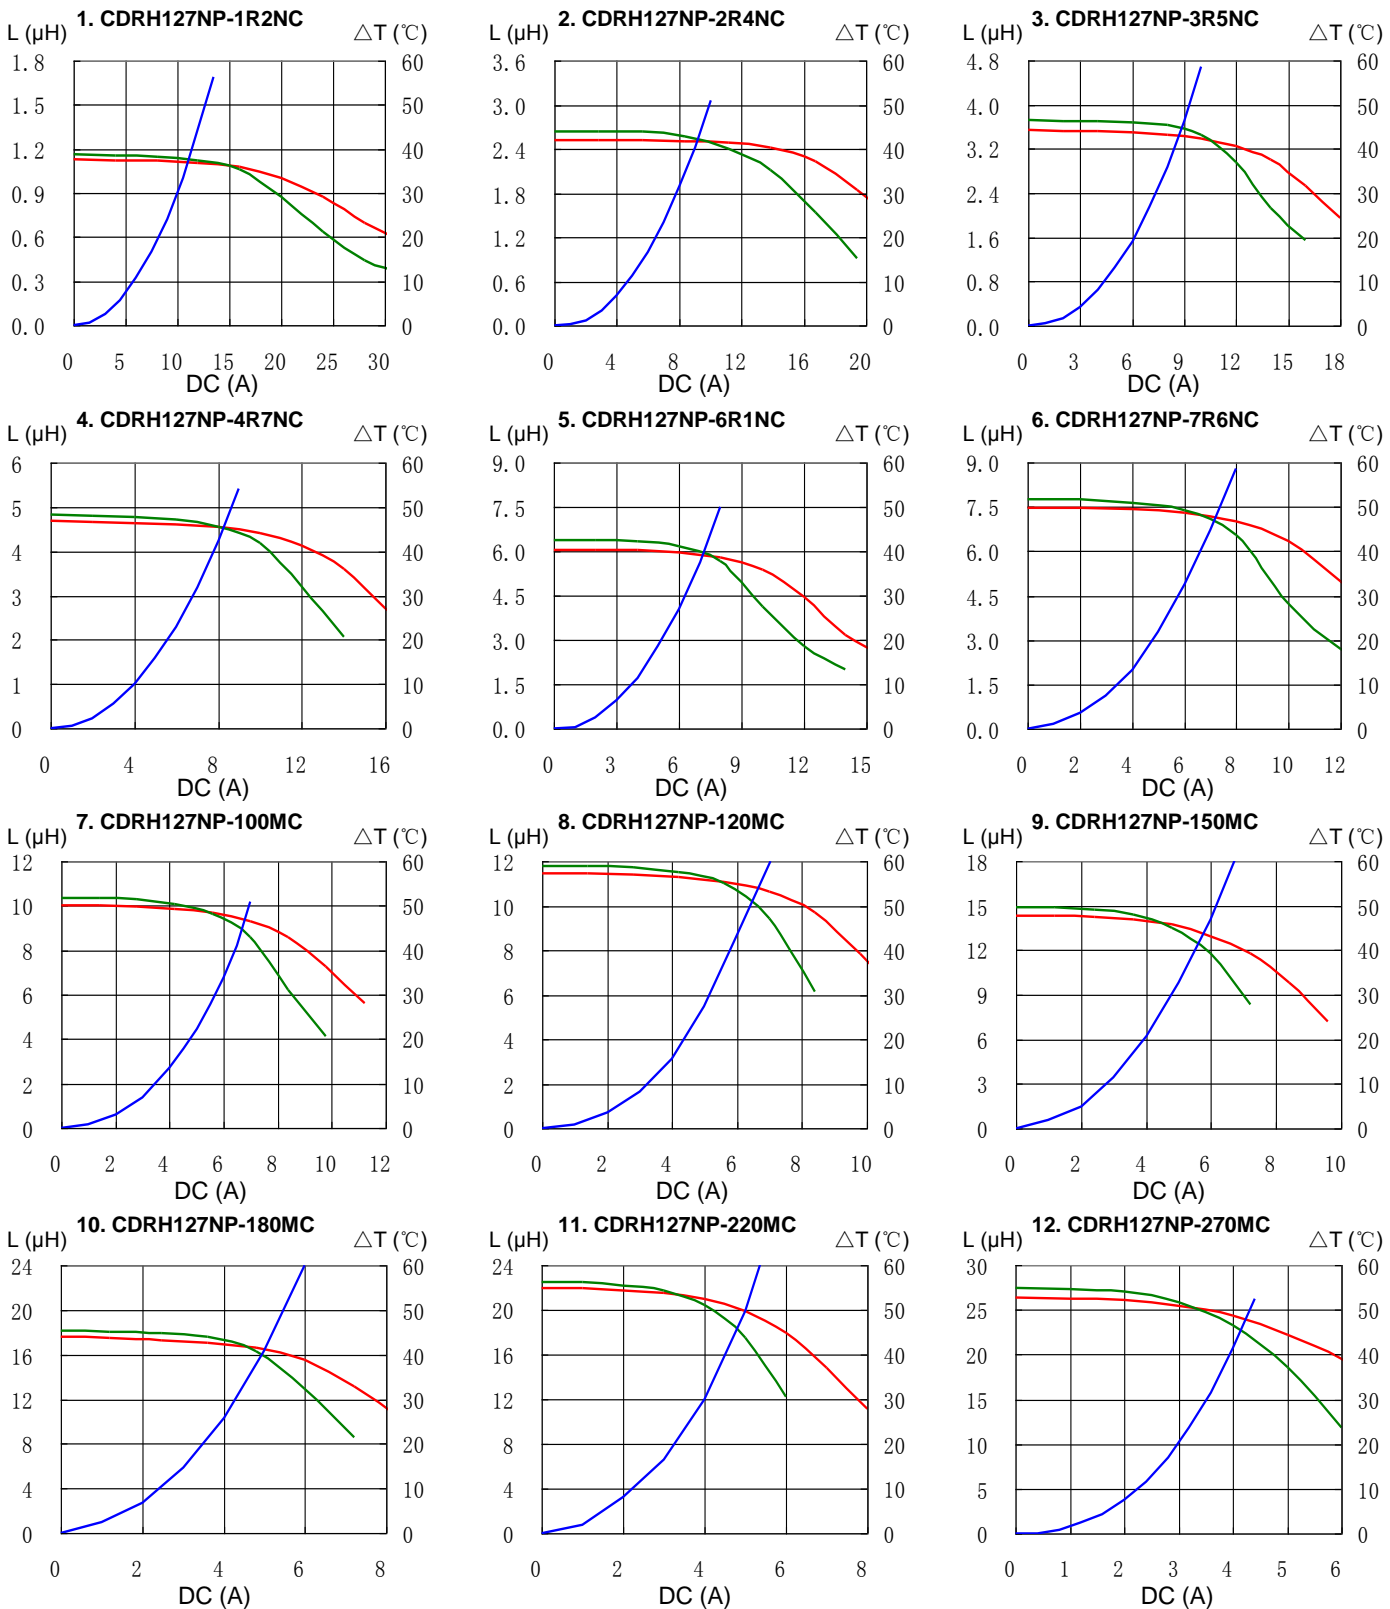 1. CDRH127NP-1R2NC
L (μH) △T (℃)
1.8 60
1.5 50
1.2 40
0.9 30
0.6 20
0.3 10
0.0 0
0 5 10 15 20 25 30
DC (A)
2. CDRH127NP-2R4NC
L (μH) △T (℃)
3.6 60
3.0 50
2.4 40
1.8 30
1.2 20
0.6 10
0.0 0
0 4 8 12 16 20
DC (A)
3. CDRH127NP-3R5NC
L (μH) △T (℃)
4.8 60
4.0 50
3.2 40
2.4 30
1.6 20
0.8 10
0.0 0
0 3 6 9 12 15 18
DC (A)
4. CDRH127NP-4R7NC
L (μH) △T (℃)
6 60
5 50
4 40
3 30
2 20
1 10
0 0
0 4 8 12 16
DC (A)
5. CDRH127NP-6R1NC
L (μH) △T (℃)
9.0 60
7.5 50
6.0 40
4.5 30
3.0 20
1.5 10
0.0 0
0 3 6 9 12 15
DC (A)
6. CDRH127NP-7R6NC
L (μH) △T (℃)
9.0 60
7.5 50
6.0 40
4.5 30
3.0 20
1.5 10
0.0 0
0 2 4 6 8 10 12
DC (A)
7. CDRH127NP-100MC
L (μH) △T (℃)
12 60
10 50
8 40
6 30
4 20
2 10
0 0
0 2 4 6 8 10 12
DC (A)
8. CDRH127NP-120MC
L (μH) △T (℃)
12 60
10 50
8 40
6 30
4 20
2 10
0 0
0 2 4 6 8 10
DC (A)
9. CDRH127NP-150MC
L (μH) △T (℃)
18 60
15 50
12 40
9 30
6 20
3 10
0 0
0 2 4 6 8 10
DC (A)
10. CDRH127NP-180MC
L (μH) △T (℃)
24 60
20 50
16 40
12 30
8 20
4 10
0 0
0 2 4 6 8
DC (A)
11. CDRH127NP-220MC
L (μH) △T (℃)
24 60
20 50
16 40
12 30
8 20
4 10
0 0
0 2 4 6 8
DC (A)
12. CDRH127NP-270MC
L (μH) △T (℃)
30 60
25 50
20 40
15 30
10 20
5 10
0 0
0 1 2 3 4 5 6
DC (A)